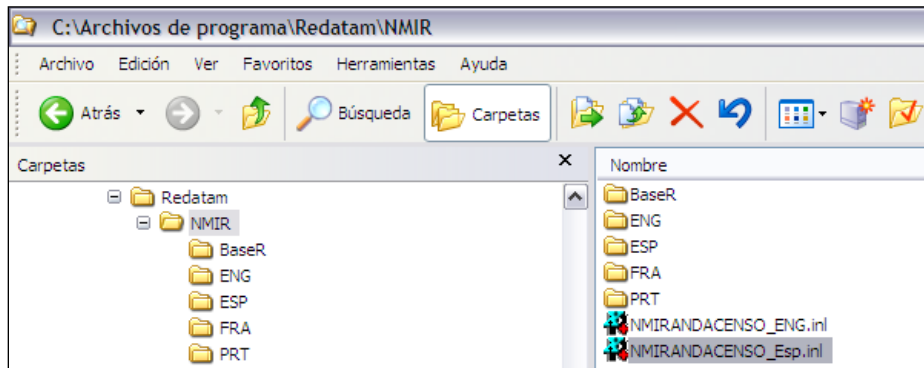 C:\Archivos de programa\Redatam\NMIR
Archivo Edición Ver Favoritos Herramientas Ayuda
Atrás Búsqueda Carpetas
Carpetas x Nombre
Redatam
NMIR
BaseR
ENG
ESP
FRA
PRT
BaseR
ENG
ESP
FRA
PRT
NMIRANDACENSO_ENG.inl
NMIRANDACENSO_Esp.inl